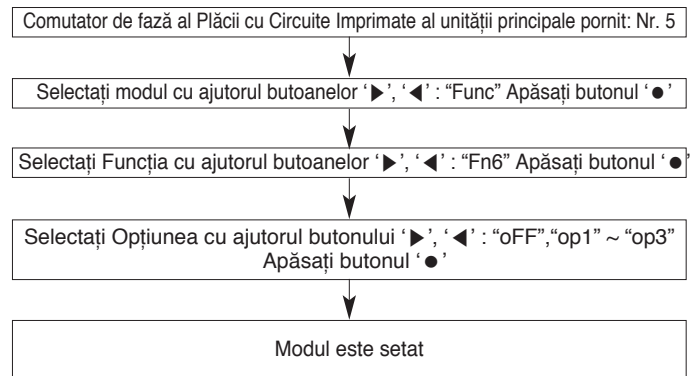 Comutator de fază al Plăcii cu Circuite Imprimate al unității principale pornit: Nr. 5
Selectați modul cu ajutorul butoanelor ‘▶’, ‘◀’ : “Func” Apăsați butonul ‘●’
Selectați Funcția cu ajutorul butoanelor ‘▶’, ‘◀’ : “Fn6” Apăsați butonul ‘●’
Selectați Opțiunea cu ajutorul butonului ‘▶’, ‘◀’ : “oFF”,“op1” ~ “op3”
Apăsați butonul ‘●’
Modul este setat